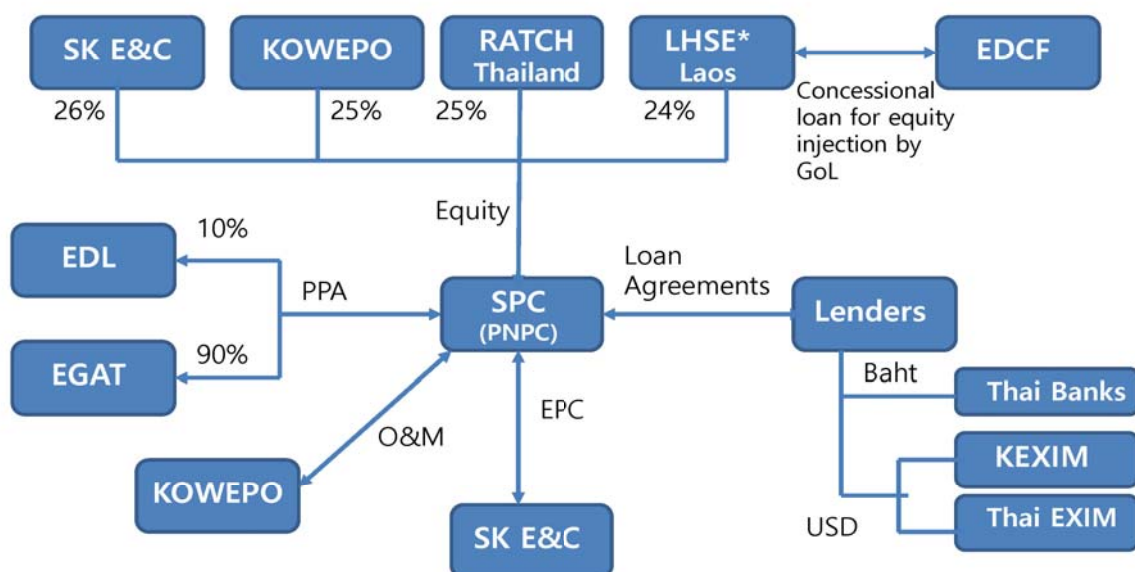 SK E&C
KOWEPO
RATCH
Thailand
LHSE*
Laos
EDCF
26%
25%
25%
24%
Concessional
loan for equity
injection by
GoL
Equity
10%
EDL
PPA
90%
EGAT
SPC
(PNPC)
Loan
Agreements
Lenders
Baht
Thai Banks
KEXIM
USD
Thai EXIM
O&M
EPC
KOWEPO
SK E&C